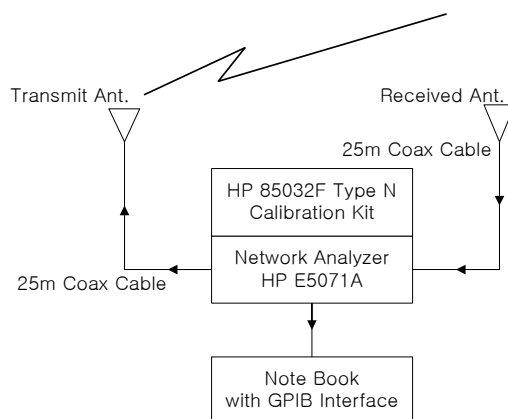 Transmit Ant.
Received Ant.
25m Coax Cable
HP 85032F Type N
Calibration Kit
Network Analyzer
HP E5071A
25m Coax Cable
Note Book
with GPIB Interface